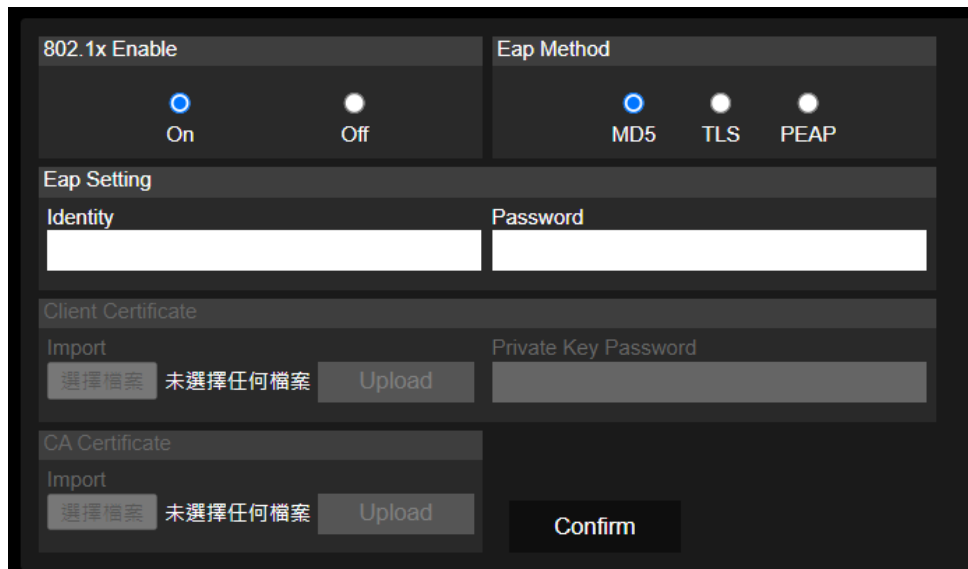 802.1x Enable
Eap Method
On
Off
MD5
TLS
PEAP
Eap Setting
Identity
Password
Client Certificate
Import
Private Key Password
選擇檔案 未選擇任何檔案 Upload
CA Certificate
Import
選擇檔案 未選擇任何檔案 Upload
Confirm